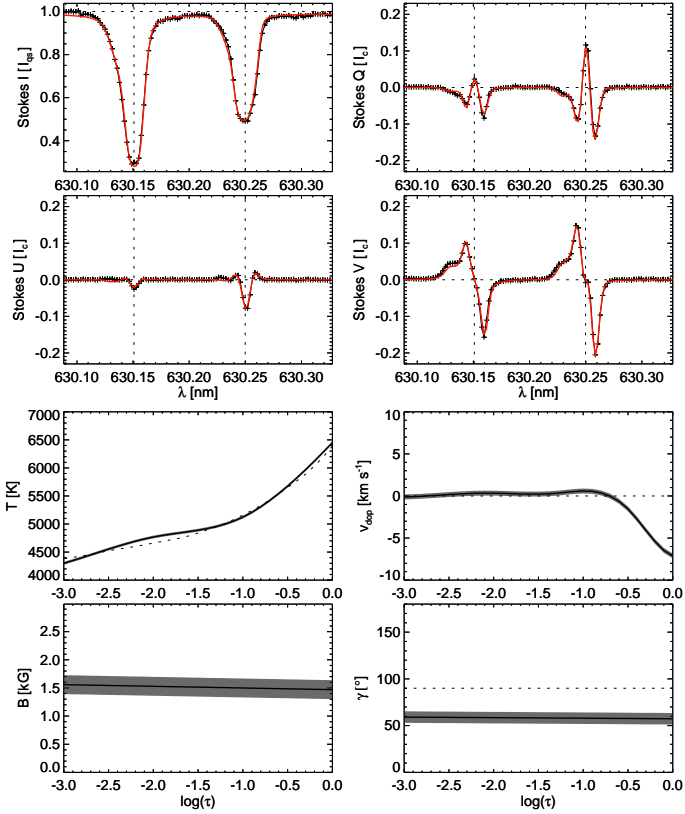 Stokes I [I_qs]
1.0
0.8
0.6
0.4
630.10 630.15 630.20 630.25 630.30
Stokes Q [I_c]
0.2
0.1
0.0
-0.1
-0.2
630.10 630.15 630.20 630.25 630.30
Stokes U [I_c]
0.2
0.1
0.0
-0.1
-0.2
630.10 630.15 630.20 630.25 630.30
λ [nm]
Stokes V [I_c]
0.2
0.1
0.0
-0.1
-0.2
630.10 630.15 630.20 630.25 630.30
λ [nm]
T [K]
7000
6500
6000
5500
5000
4500
4000
-3.0 -2.5 -2.0 -1.5 -1.0 -0.5 0.0
v_dop [km s⁻¹]
10
5
0
-5
-10
-3.0 -2.5 -2.0 -1.5 -1.0 -0.5 0.0
B [kG]
2.5
2.0
1.5
1.0
0.5
0.0
-3.0 -2.5 -2.0 -1.5 -1.0 -0.5 0.0
log(τ)
γ [°]
150
100
50
0
-3.0 -2.5 -2.0 -1.5 -1.0 -0.5 0.0
log(τ)